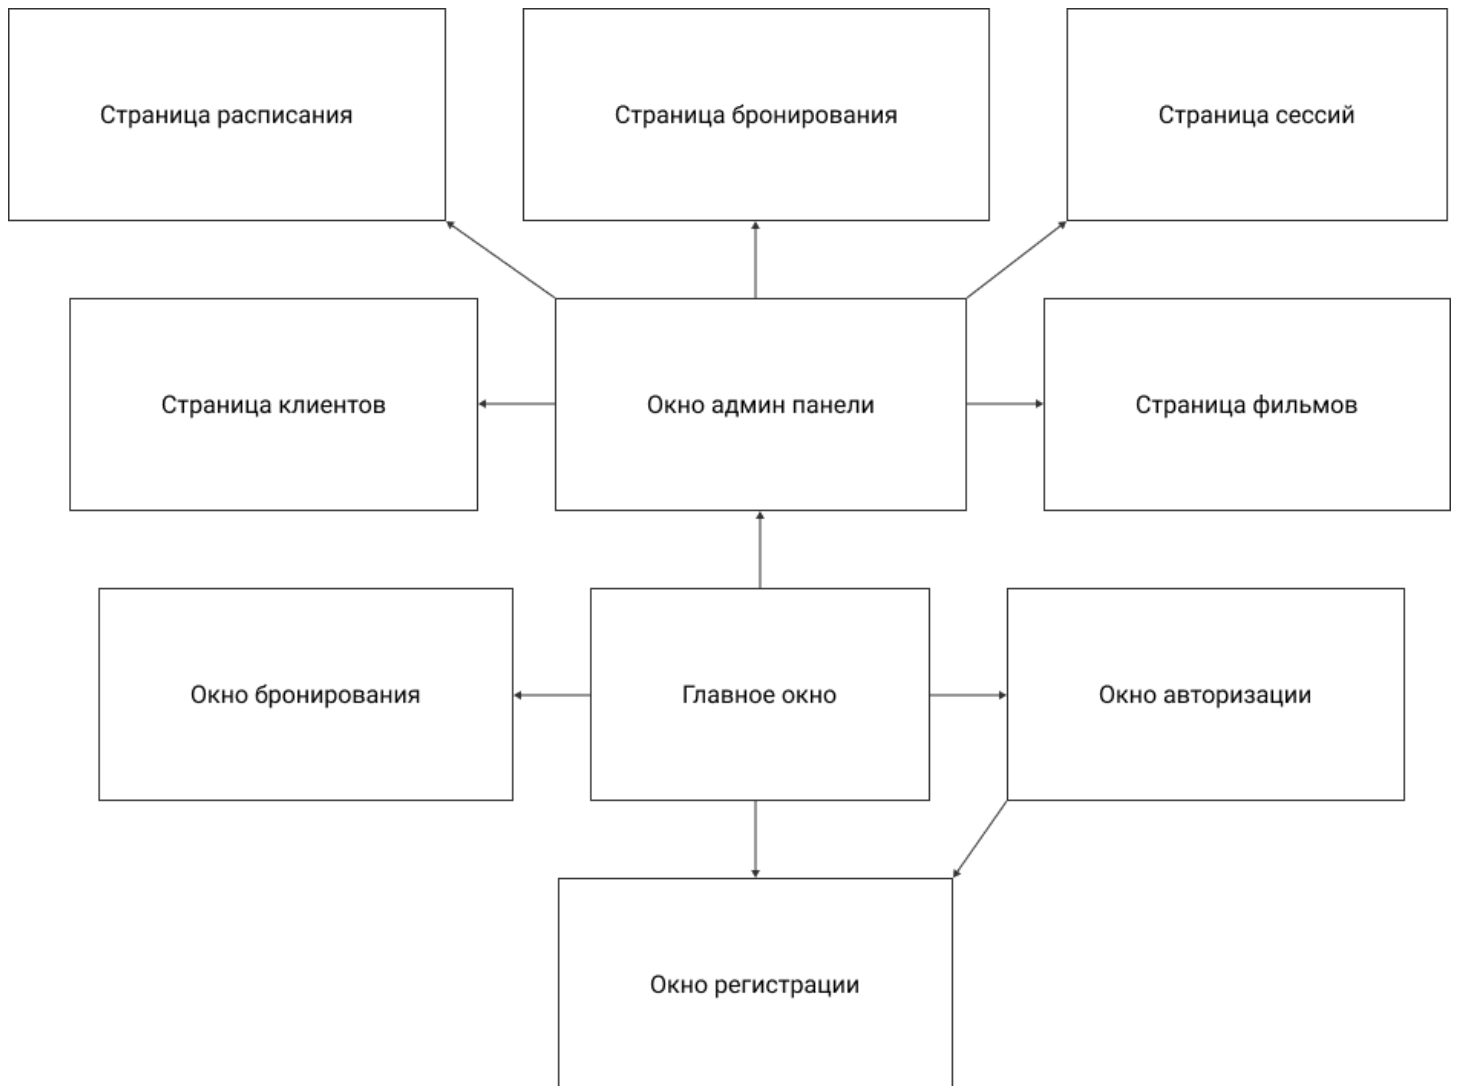 Страница расписания
Страница бронирования
Страница сессий
Страница клиентов
Окно админ панели
Страница фильмов
Окно бронирования
Главное окно
Окно авторизации
Окно регистрации